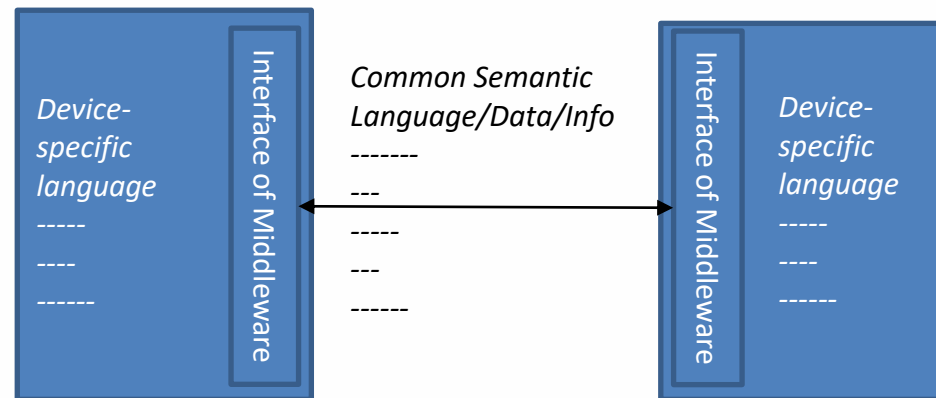 Device-
specific
language
-----
----
------
Interface of Middleware
Common Semantic
Language/Data/Info
-------
---
-----
---
------
Interface of Middleware
Device-
specific
language
-----
----
------